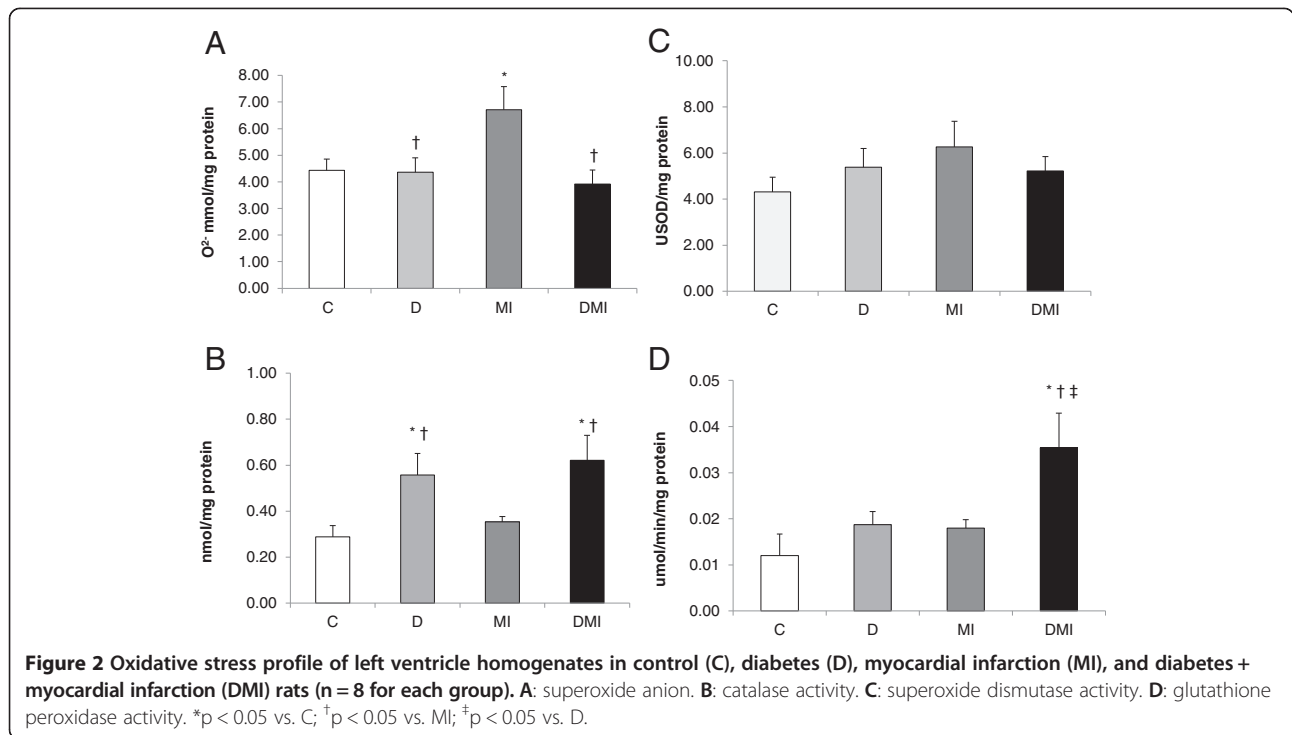 A
O²⁻ mmol/mg protein
8.00
7.00
6.00
5.00
4.00
3.00
2.00
1.00
0.00
†
*
†
C D MI DMI
C
USOD/mg protein
10.00
8.00
6.00
4.00
2.00
0.00
C D MI DMI
B
nmol/mg protein
1.00
0.80
0.60
0.40
0.20
0.00
* †
* †
C D MI DMI
D
umol/min/mg protein
0.05
0.04
0.03
0.02
0.01
0.00
* † ‡
C D MI DMI
Figure 2 Oxidative stress profile of left ventricle homogenates in control (C), diabetes (D), myocardial infarction (MI), and diabetes +
myocardial infarction (DMI) rats (n = 8 for each group). A: superoxide anion. B: catalase activity. C: superoxide dismutase activity. D: glutathione
peroxidase activity. *p < 0.05 vs. C; †p < 0.05 vs. MI; ‡p < 0.05 vs. D.